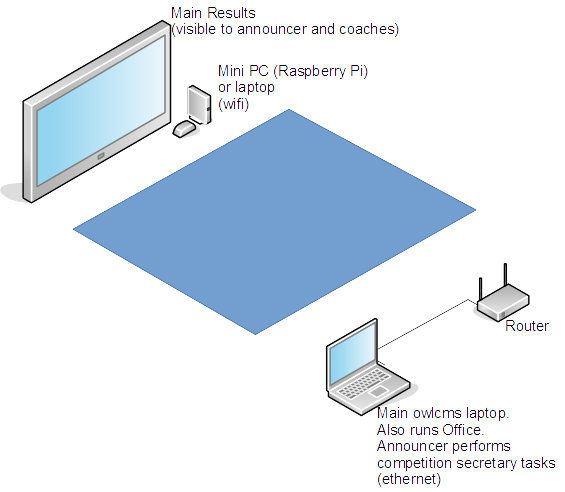 Main Results
(visible to announcer and coaches)
Mini PC (Raspberry Pi)
or laptop
(wifi)
Router
Main owlcms laptop.
Also runs Office.
Announcer performs
competition secretary tasks
(ethernet)